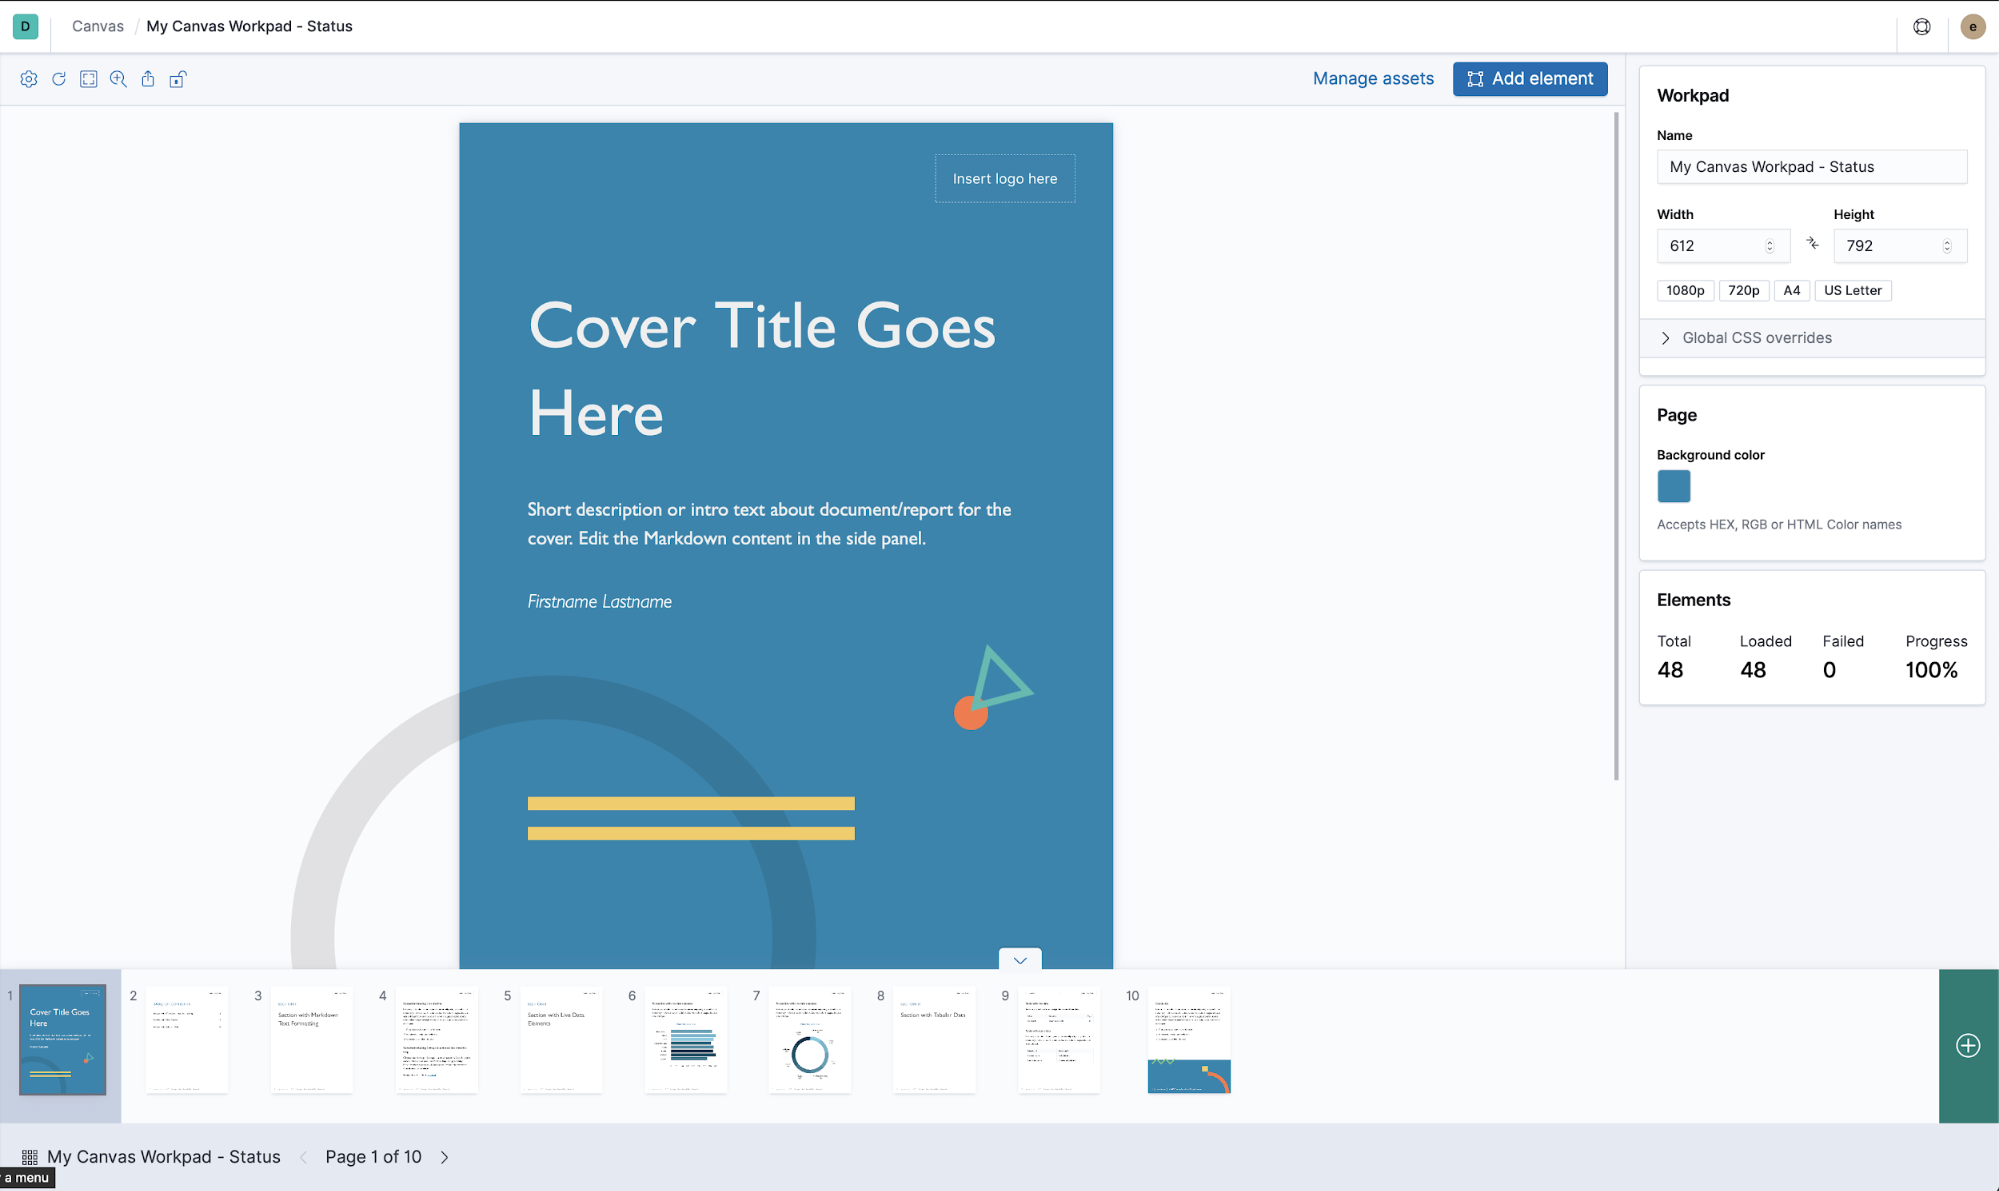 D
Canvas / My Canvas Workpad - Status
e
Manage assets
Add element
Insert logo here
Cover Title Goes
Here
Short description or intro text about document/report for the
cover. Edit the Markdown content in the side panel.
Firstname Lastname
Workpad
Name
My Canvas Workpad - Status
Width Height
612 792
1080p 720p A4 US Letter
Global CSS overrides
Page
Background color
Accepts HEX, RGB or HTML Color names
Elements
Total Loaded Failed Progress
48 48 0 100%
1 2 3 4 5 6 7 8 9 10
Cover Title Goes
Here
Section with Markdown
Text Formatting
Section with Live Data
Elements
Section with Tabular Data
My Canvas Workpad - Status
Page 1 of 10
a menu